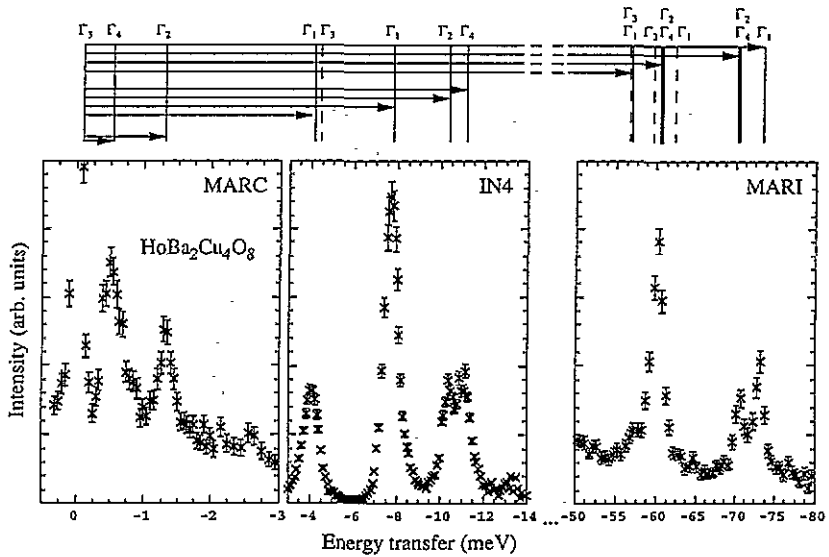 Γ₃ Γ₂
Γ₃ Γ₄ Γ₂ Γ₁ Γ₃ Γ₁ Γ₂ Γ₄ Γ₁ Γ₃ Γ₄ Γ₁ Γ₄ Γ₁
MARC IN4 MARI
HoBa₂Cu₄O₈
Intensity (arb. units)
0 -1 -2 -3 -4 -6 -8 -10 -12 -14 ... -50 -55 -60 -65 -70 -75 -80
Energy transfer (meV)